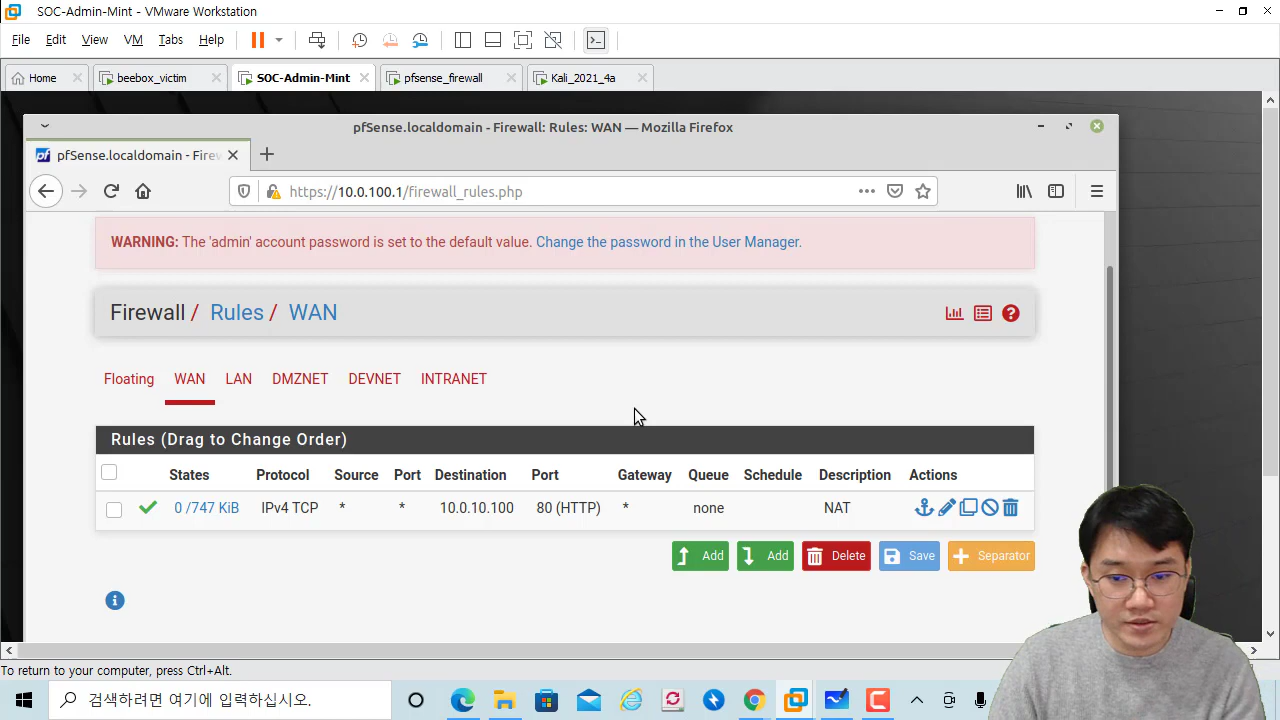 SOC-Admin-Mint - VMware Workstation
File Edit View VM Tabs Help
Home beebox_victim SOC-Admin-Mint pfsense_firewall Kali_2021_4a
pfSense.localdomain - Firewall: Rules: WAN — Mozilla Firefox
pf pfSense.localdomain - Firew
https://10.0.100.1/firewall_rules.php
WARNING: The 'admin' account password is set to the default value. Change the password in the User Manager.
Firewall / Rules / WAN
Floating WAN LAN DMZNET DEVNET INTRANET
Rules (Drag to Change Order)
States Protocol Source Port Destination Port Gateway Queue Schedule Description Actions
0 /747 KiB IPv4 TCP * * 10.0.10.100 80 (HTTP) * none NAT
Add Add Delete Save Separator
To return to your computer, press Ctrl+Alt.
검색하려면 여기에 입력하십시오.